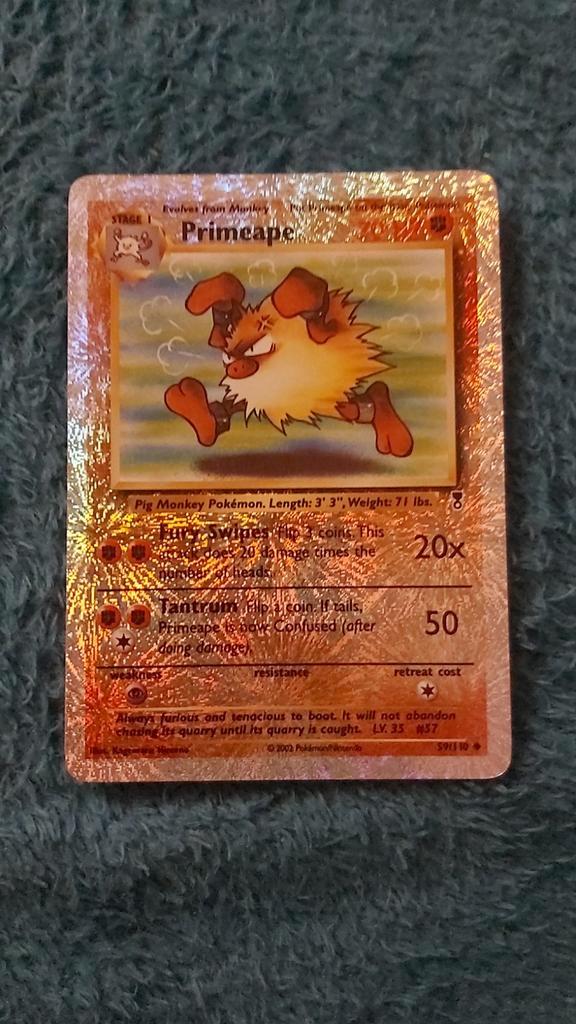 Evolves from Mankey Put Primeape on the
STAGE 1
Primeape
Pig Monkey Pokémon. Length: 3' 3", Weight: 71 lbs.
Fury Swipes Flip 3 coins. This
attack does 20 damage times the
number of heads.
20x
Tantrum Flip a coin. If tails,
Primeape is now Confused (after
doing damage).
50
weakness resistance retreat cost
Always furious and tenacious to boot. It will not abandon
chasing its quarry until its quarry is caught. LV. 35 #57
Illus. Kagemaru Himeno © 2002 Pokémon/Nintendo 59/110